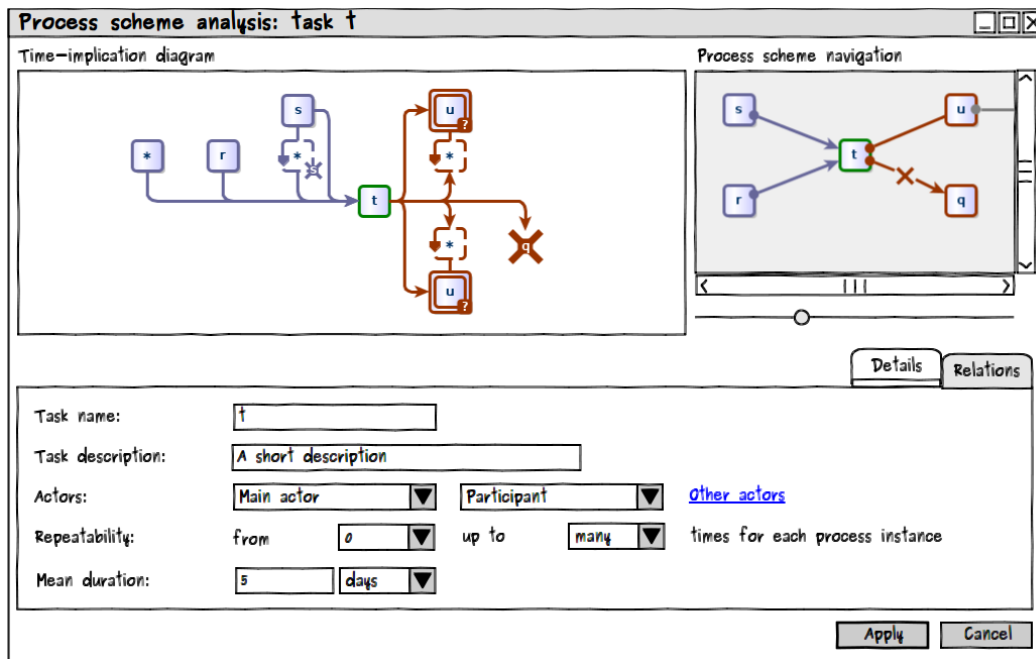 Process scheme analysis: task t
Time-implication diagram
Process scheme navigation
s u
?
* r * s *
t
* q
u
?
s u
t
r q
Details Relations
Task name: t
Task description: A short description
Actors: Main actor Participant Other actors
Repeatability: from 0 up to many times for each process instance
Mean duration: 5 days
Apply Cancel